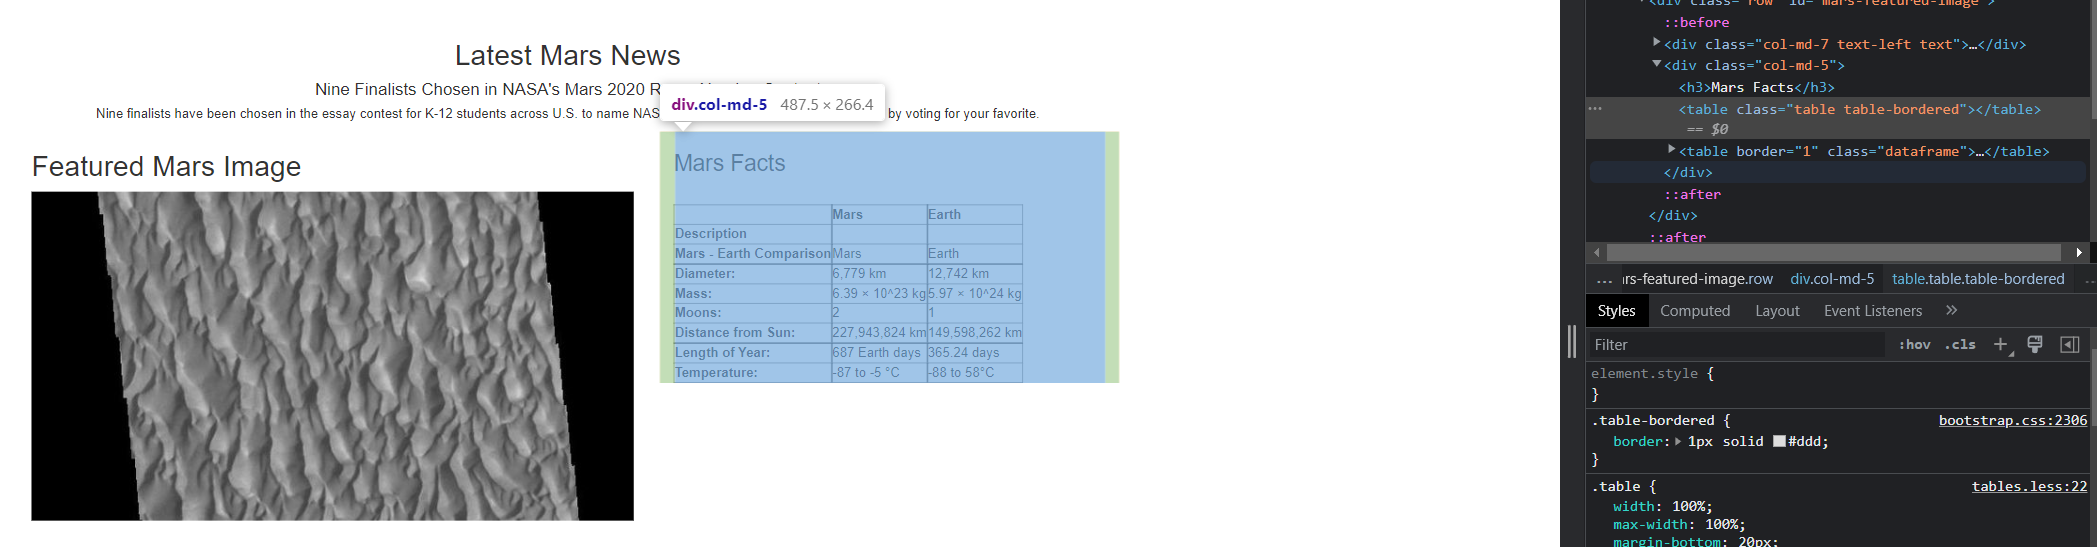 Latest Mars News
Nine Finalists Chosen in NASA's Mars 2020
Nine finalists have been chosen in the essay contest for K-12 students across U.S. to name by voting for your favorite.
div.col-md-5 487.5 × 266.4
Featured Mars Image
Mars Facts
Mars Earth
Description
Mars - Earth Comparison Mars Earth
Diameter: 6,779 km 12,742 km
Mass: 6.39 × 10^23 kg 5.97 × 10^24 kg
Moons: 2 1
Distance from Sun: 227,943,824 km 149,598,262 km
Length of Year: 687 Earth days 365.24 days
Temperature: -87 to -5 °C -88 to 58°C
<div class="row" id="mars-featured-image">
::before
<div class="col-md-7 text-left text">…</div>
<div class="col-md-5">
<h3>Mars Facts</h3>
<table class="table table-bordered"></table>
== $0
<table border="1" class="dataframe">…</table>
</div>
::after
</div>
::after
… rs-featured-image.row div.col-md-5 table.table.table-bordered …
Styles Computed Layout Event Listeners »
Filter :hov .cls +
element.style {
}
.table-bordered { bootstrap.css:2306
border: 1px solid #ddd;
}
.table { tables.less:22
width: 100%;
max-width: 100%;
margin-bottom: 20px;